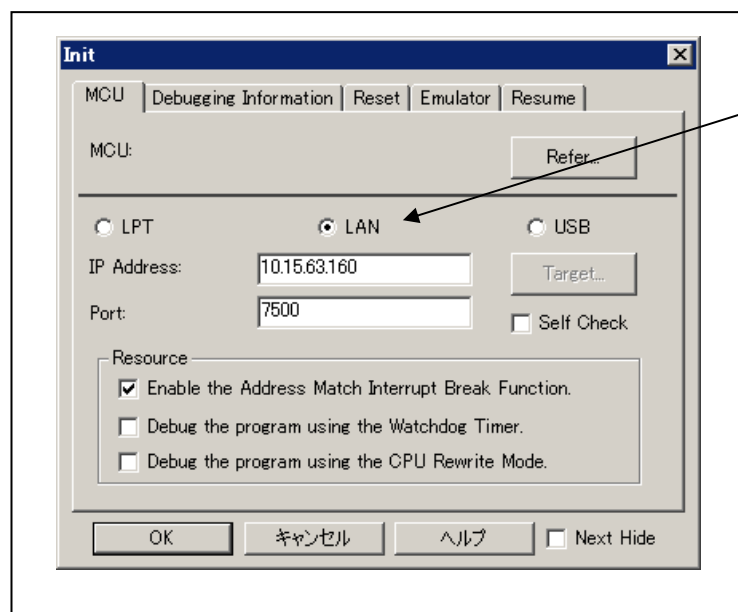 Init
MCU Debugging Information Reset Emulator Resume
MCU: Refer...
LPT LAN USB
IP Address: 10.15.63.160 Target...
Port: 7500 Self Check
Resource
Enable the Address Match Interrupt Break Function.
Debug the program using the Watchdog Timer.
Debug the program using the CPU Rewrite Mode.
OK キャンセル ヘルプ Next Hide